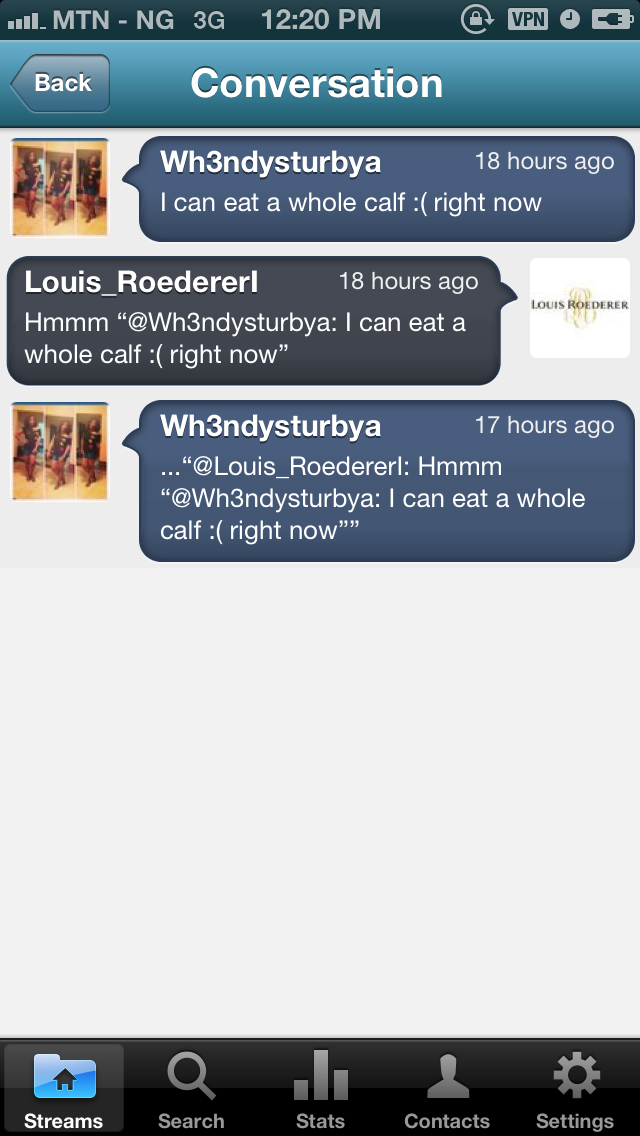 MTN - NG 3G 12:20 PM VPN
Back Conversation
Wh3ndysturbya 18 hours ago
I can eat a whole calf :( right now
Louis_RoedererI 18 hours ago
Hmmm “@Wh3ndysturbya: I can eat a
whole calf :( right now”
LOUIS ROEDERER
Wh3ndysturbya 17 hours ago
...“@Louis_RoedererI: Hmmm
“@Wh3ndysturbya: I can eat a whole
calf :( right now””
Streams Search Stats Contacts Settings